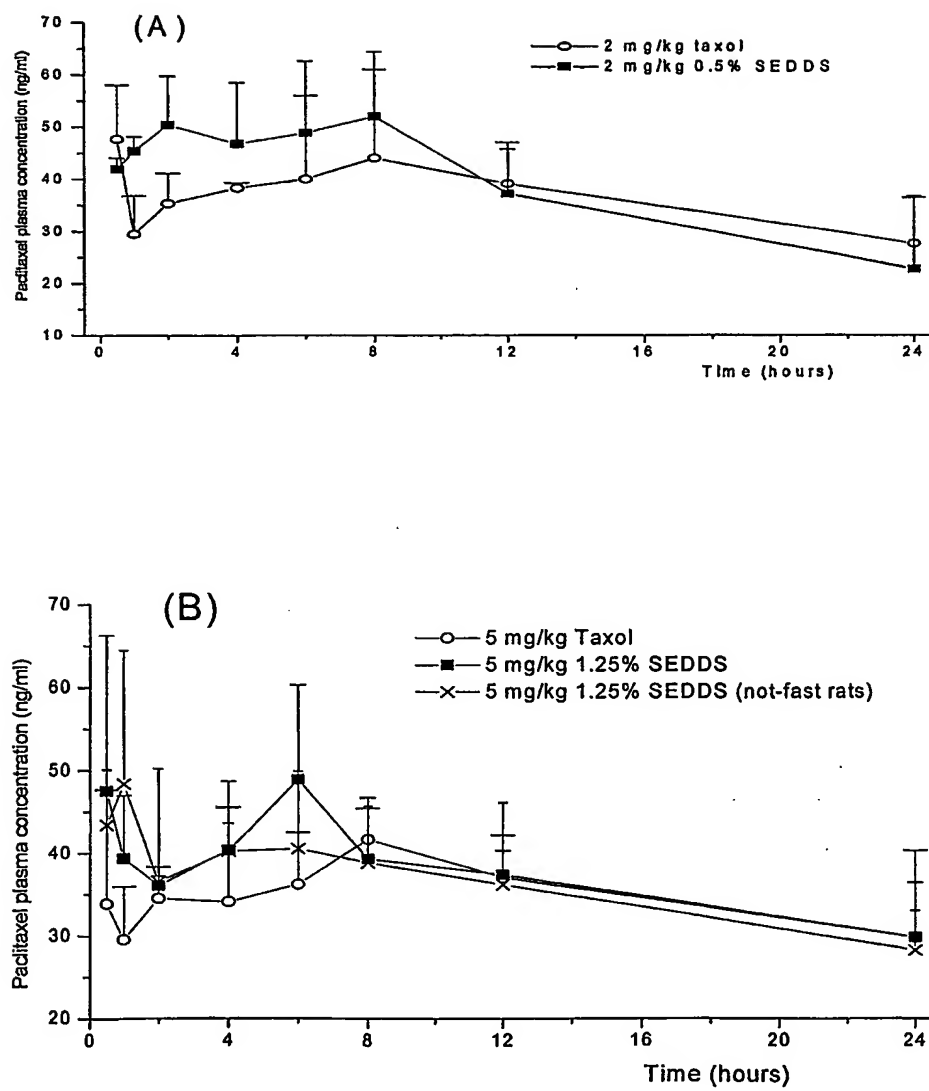 (A)
2 mg/kg taxol
2 mg/kg 0.5% SEDDS
Paclitaxel plasma concentration (ng/ml)
70
60
50
40
30
20
10
0 4 8 12 16 20 24
Time (hours)
(B)
5 mg/kg Taxol
5 mg/kg 1.25% SEDDS
5 mg/kg 1.25% SEDDS (not-fast rats)
Paclitaxel plasma concentration (ng/ml)
70
60
50
40
30
20
0 4 8 12 16 20 24
Time (hours)